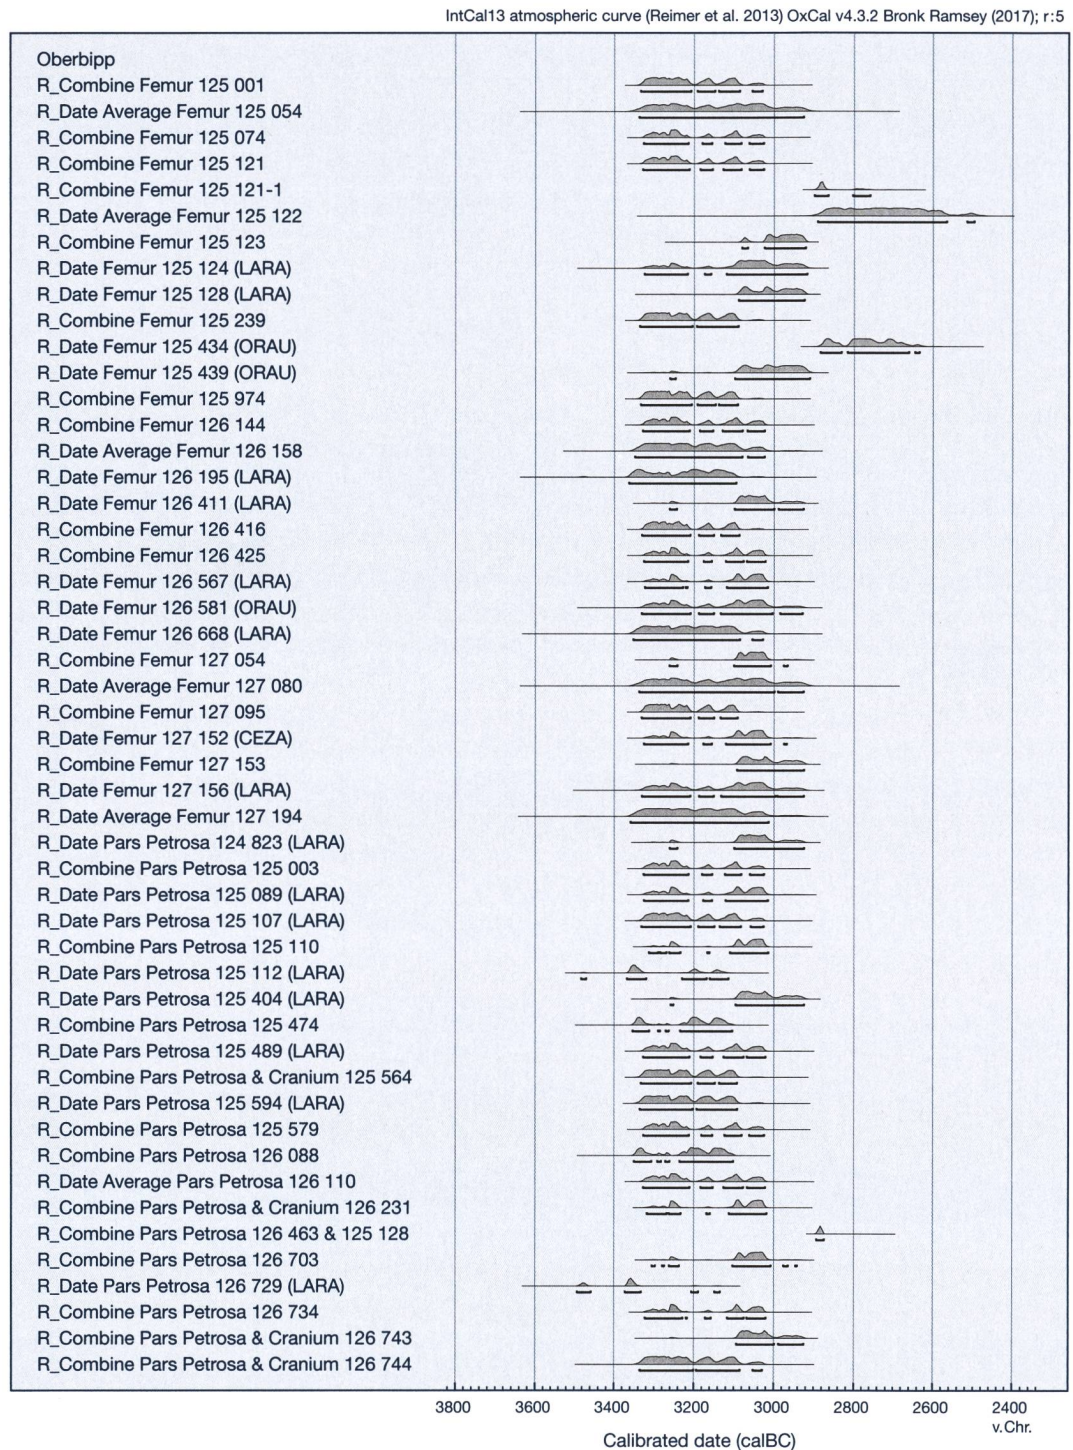 IntCal13 atmospheric curve (Reimer et al. 2013) OxCal v4.3.2 Bronk Ramsey (2017); r:5
Oberbipp
R_Combine Femur 125 001
R_Date Average Femur 125 054
R_Combine Femur 125 074
R_Combine Femur 125 121
R_Combine Femur 125 121-1
R_Date Average Femur 125 122
R_Combine Femur 125 123
R_Date Femur 125 124 (LARA)
R_Date Femur 125 128 (LARA)
R_Combine Femur 125 239
R_Date Femur 125 434 (ORAU)
R_Date Femur 125 439 (ORAU)
R_Combine Femur 125 974
R_Combine Femur 126 144
R_Date Average Femur 126 158
R_Date Femur 126 195 (LARA)
R_Date Femur 126 411 (LARA)
R_Combine Femur 126 416
R_Combine Femur 126 425
R_Date Femur 126 567 (LARA)
R_Date Femur 126 581 (ORAU)
R_Date Femur 126 668 (LARA)
R_Combine Femur 127 054
R_Date Average Femur 127 080
R_Combine Femur 127 095
R_Date Femur 127 152 (CEZA)
R_Combine Femur 127 153
R_Date Femur 127 156 (LARA)
R_Date Average Femur 127 194
R_Date Pars Petrosa 124 823 (LARA)
R_Combine Pars Petrosa 125 003
R_Date Pars Petrosa 125 089 (LARA)
R_Date Pars Petrosa 125 107 (LARA)
R_Combine Pars Petrosa 125 110
R_Date Pars Petrosa 125 112 (LARA)
R_Date Pars Petrosa 125 404 (LARA)
R_Combine Pars Petrosa 125 474
R_Date Pars Petrosa 125 489 (LARA)
R_Combine Pars Petrosa & Cranium 125 564
R_Date Pars Petrosa 125 594 (LARA)
R_Combine Pars Petrosa 125 579
R_Combine Pars Petrosa 126 088
R_Date Average Pars Petrosa 126 110
R_Combine Pars Petrosa & Cranium 126 231
R_Combine Pars Petrosa 126 463 & 125 128
R_Combine Pars Petrosa 126 703
R_Date Pars Petrosa 126 729 (LARA)
R_Combine Pars Petrosa 126 734
R_Combine Pars Petrosa & Cranium 126 743
R_Combine Pars Petrosa & Cranium 126 744
3800 3600 3400 3200 3000 2800 2600 2400
v.Chr.
Calibrated date (calBC)